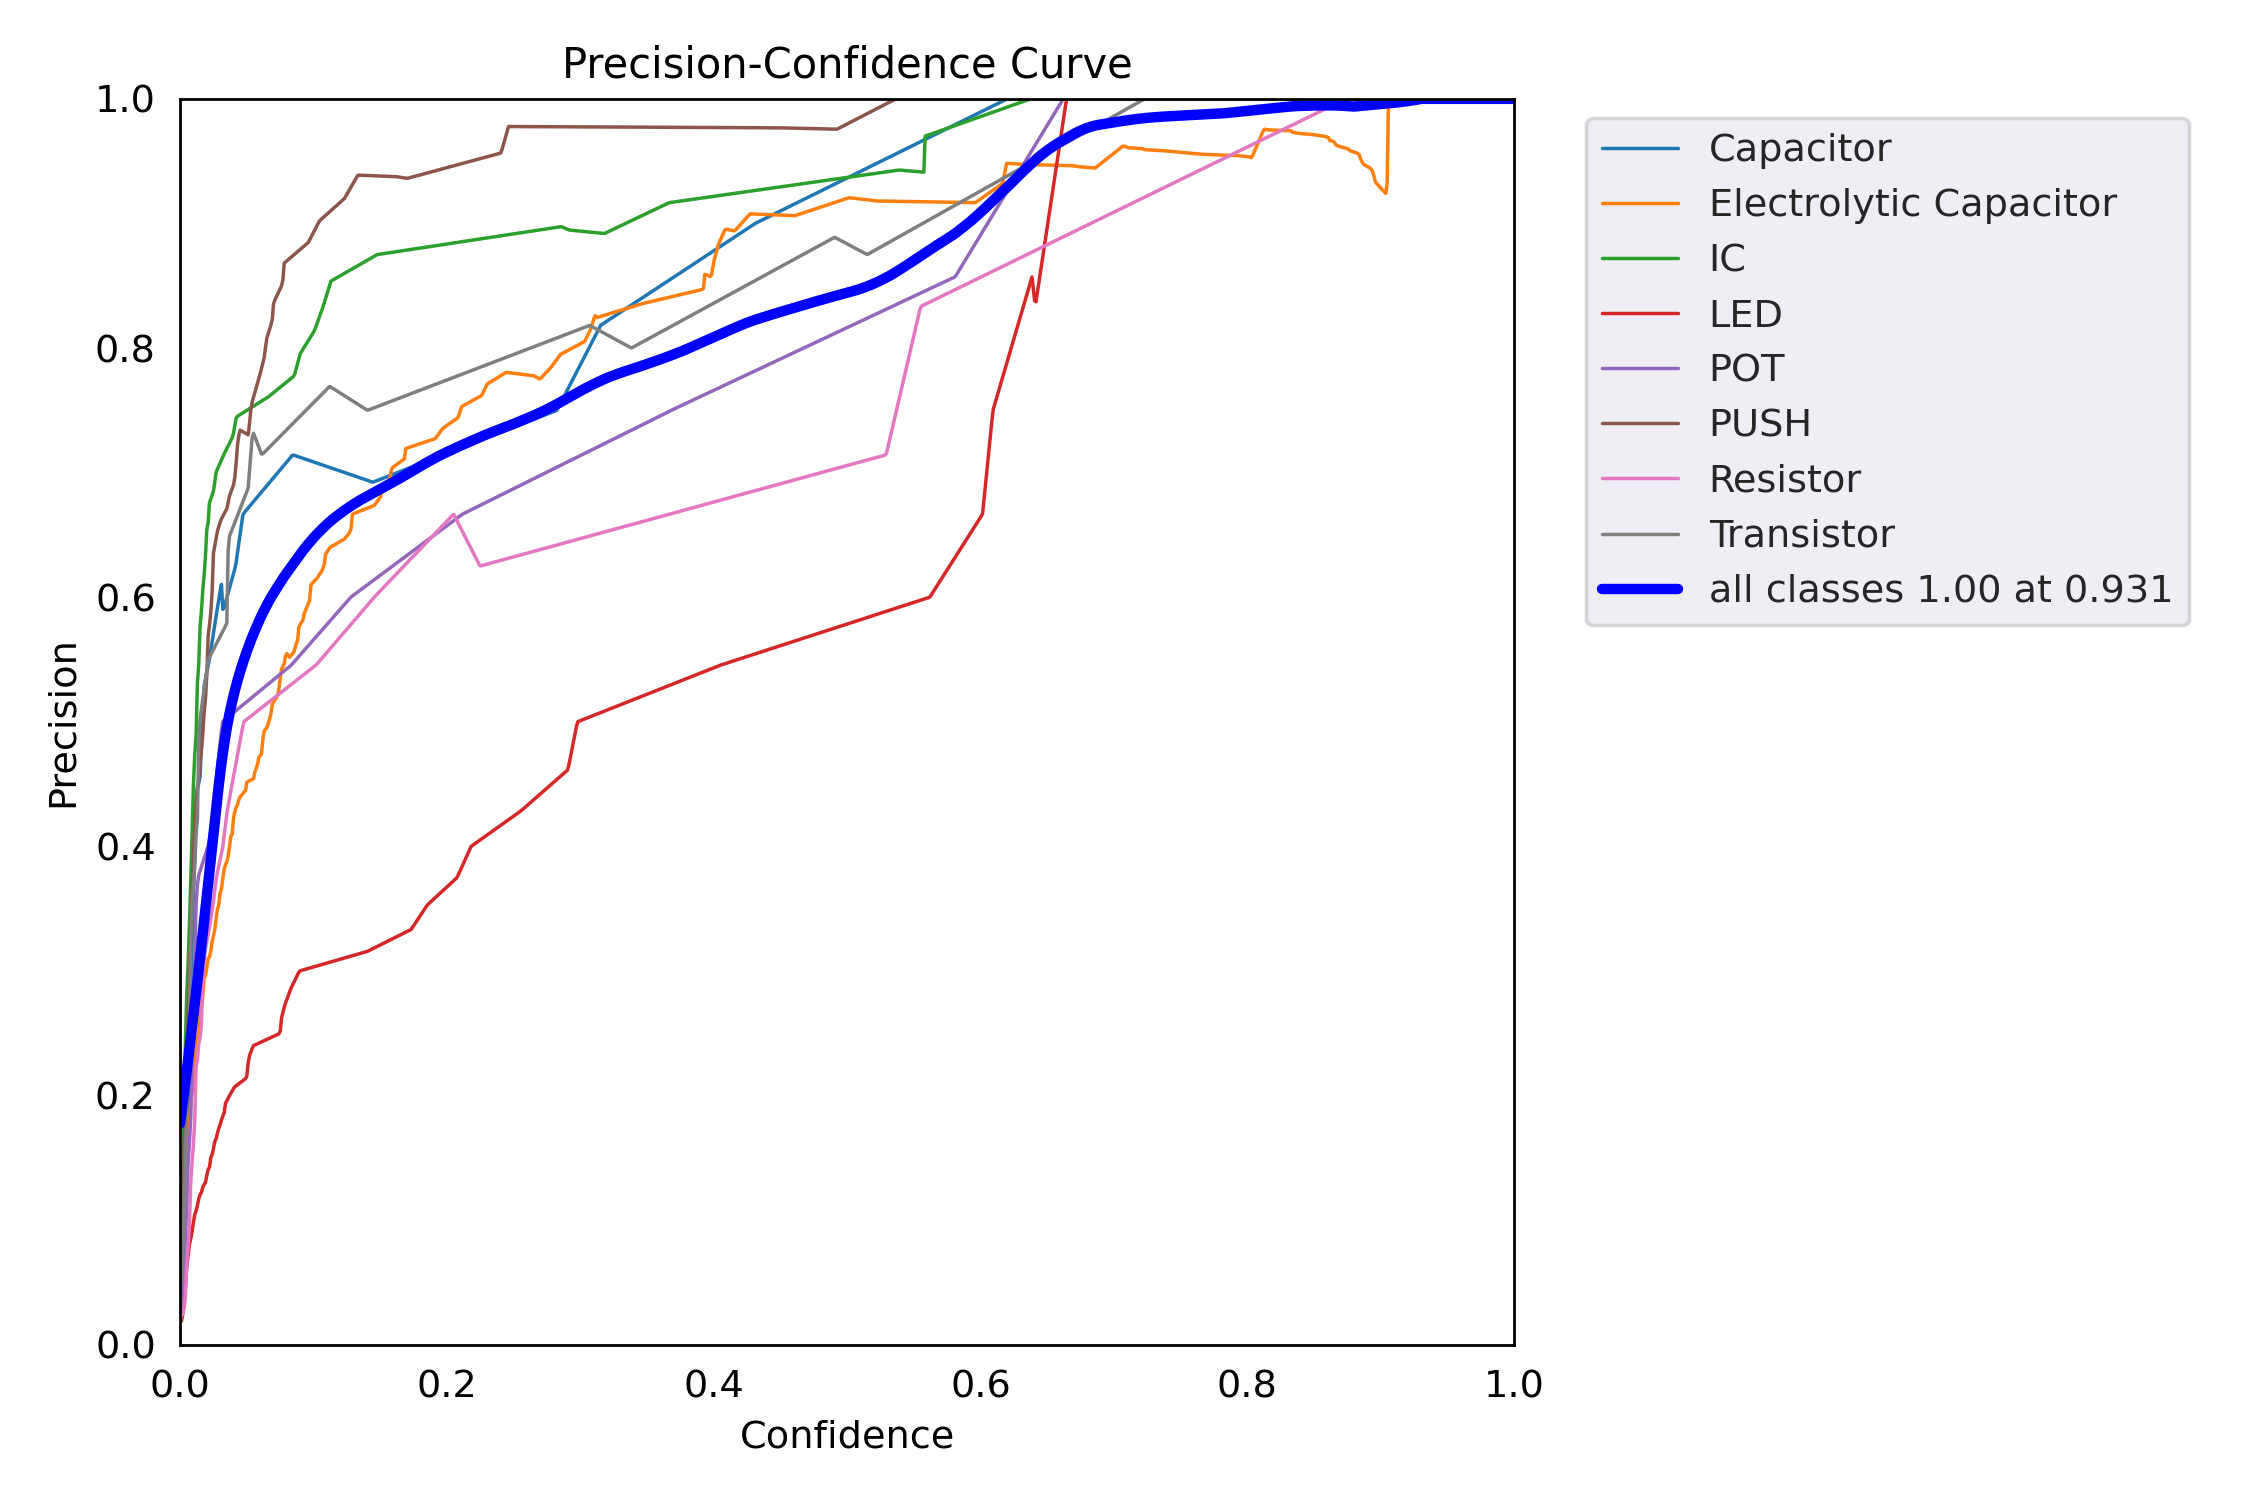 Precision-Confidence Curve
1.0
0.8
0.6
0.4
0.2
0.0
Precision
0.0 0.2 0.4 0.6 0.8 1.0
Confidence
Capacitor
Electrolytic Capacitor
IC
LED
POT
PUSH
Resistor
Transistor
all classes 1.00 at 0.931